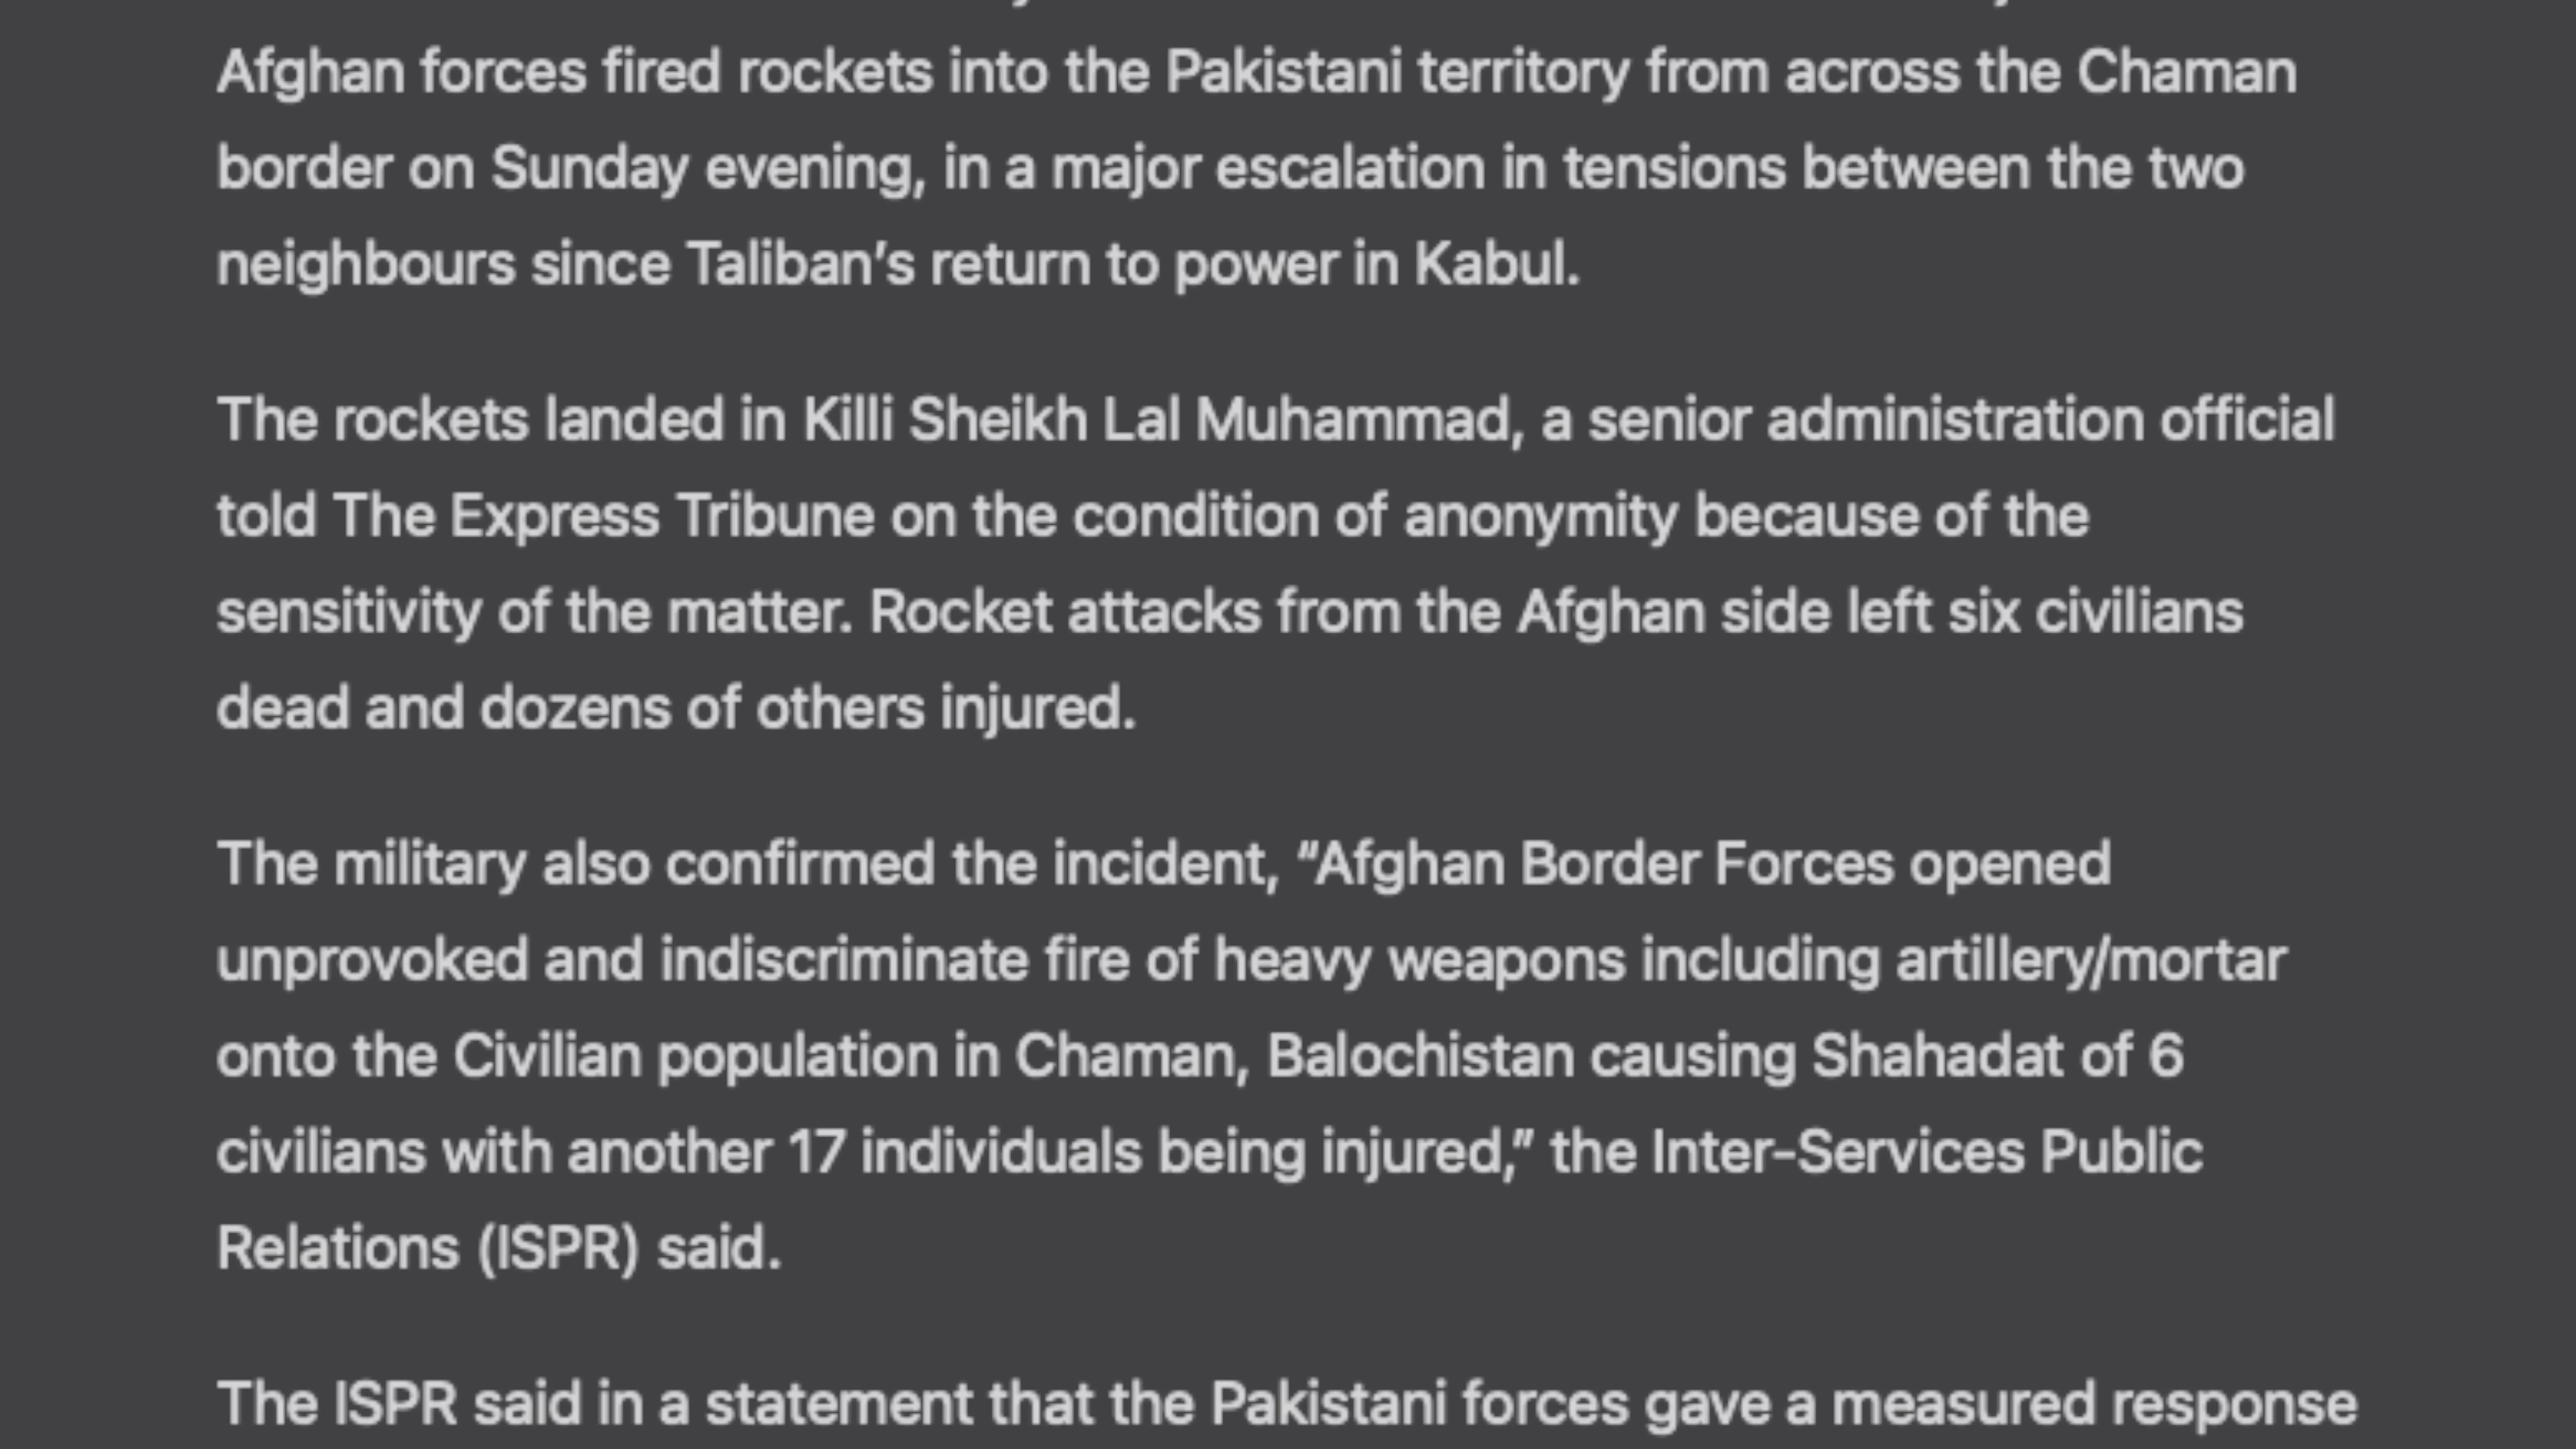 Afghan forces fired rockets into the Pakistani territory from across the Chaman
border on Sunday evening, in a major escalation in tensions between the two
neighbours since Taliban’s return to power in Kabul.
The rockets landed in Killi Sheikh Lal Muhammad, a senior administration official
told The Express Tribune on the condition of anonymity because of the
sensitivity of the matter. Rocket attacks from the Afghan side left six civilians
dead and dozens of others injured.
The military also confirmed the incident, “Afghan Border Forces opened
unprovoked and indiscriminate fire of heavy weapons including artillery/mortar
onto the Civilian population in Chaman, Balochistan causing Shahadat of 6
civilians with another 17 individuals being injured,” the Inter-Services Public
Relations (ISPR) said.
The ISPR said in a statement that the Pakistani forces gave a measured response